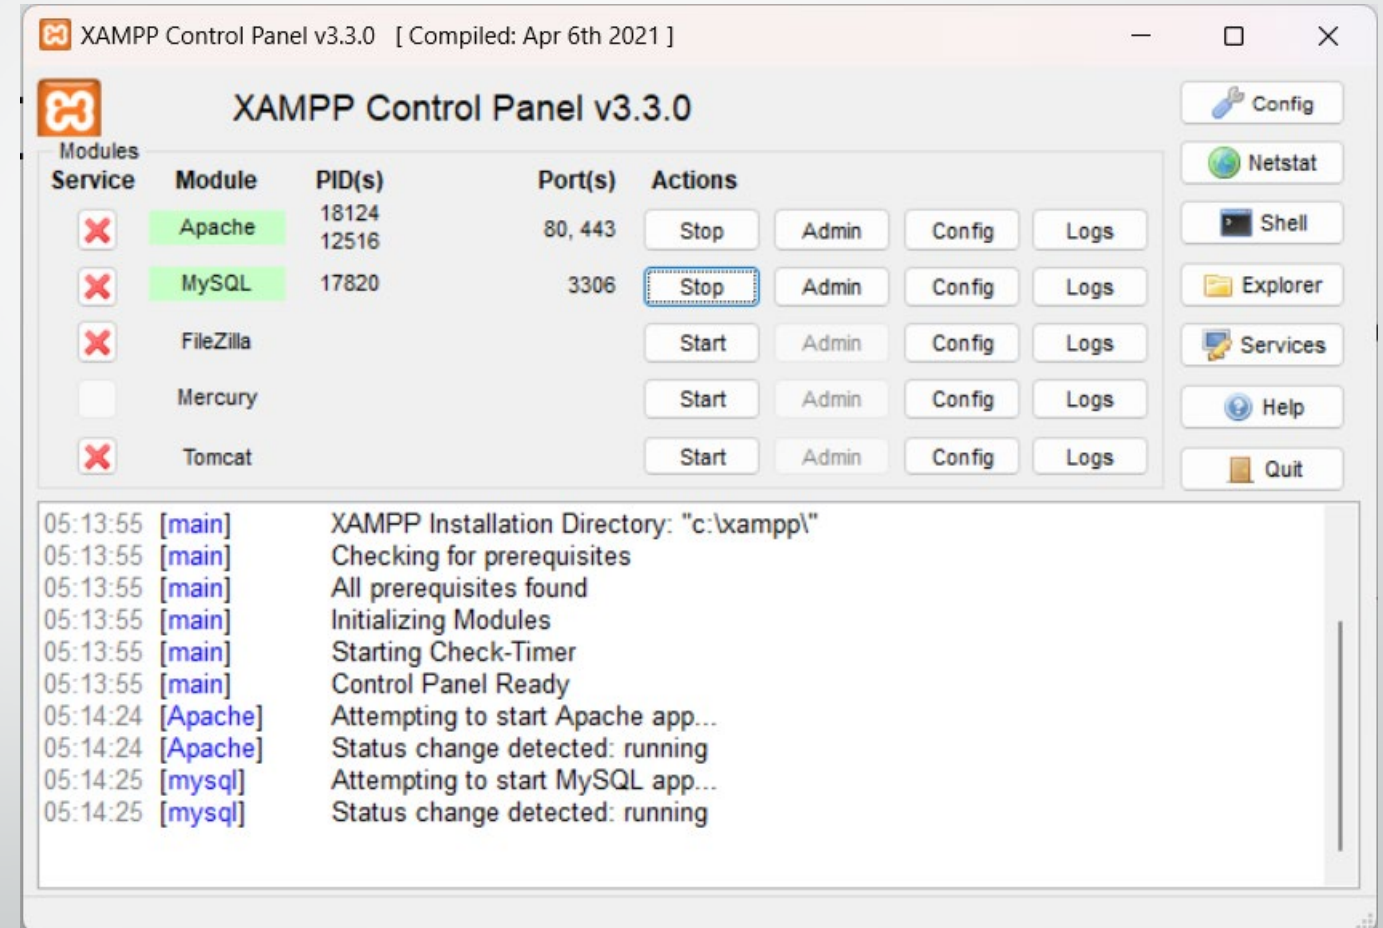 XAMPP Control Panel v3.3.0 [ Compiled: Apr 6th 2021 ]
XAMPP Control Panel v3.3.0
Config
Netstat
Shell
Explorer
Services
Help
Quit
Modules
Service Module PID(s) Port(s) Actions
Apache 18124 12516 80, 443 Stop Admin Config Logs
MySQL 17820 3306 Stop Admin Config Logs
FileZilla Start Admin Config Logs
Mercury Start Admin Config Logs
Tomcat Start Admin Config Logs
05:13:55 [main] XAMPP Installation Directory: "c:\xampp\"
05:13:55 [main] Checking for prerequisites
05:13:55 [main] All prerequisites found
05:13:55 [main] Initializing Modules
05:13:55 [main] Starting Check-Timer
05:13:55 [main] Control Panel Ready
05:14:24 [Apache] Attempting to start Apache app...
05:14:24 [Apache] Status change detected: running
05:14:25 [mysql] Attempting to start MySQL app...
05:14:25 [mysql] Status change detected: running